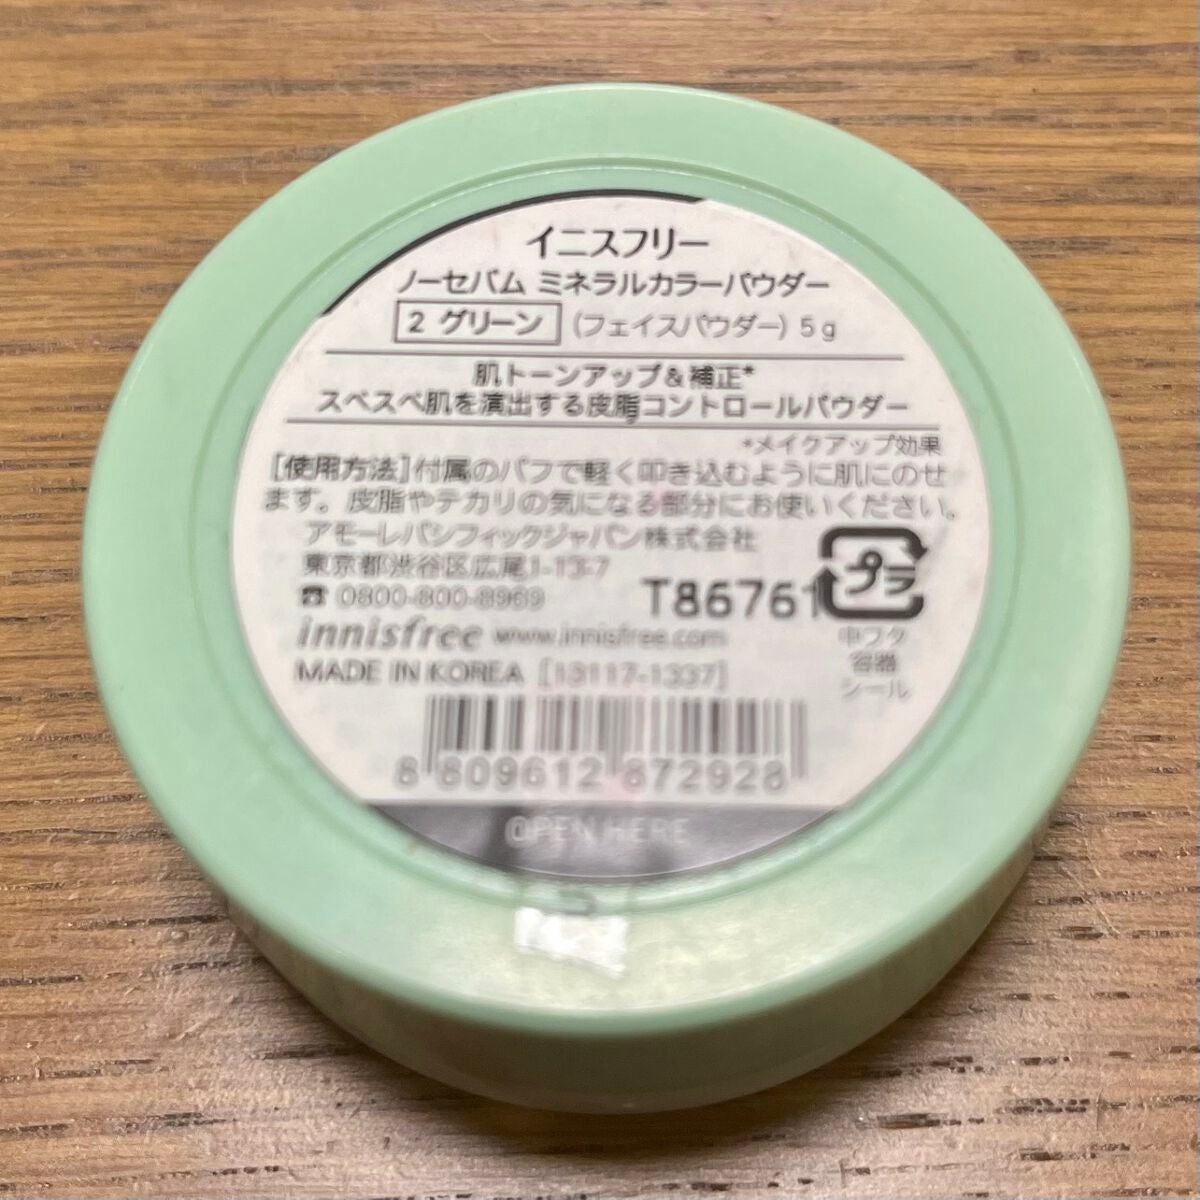 イニスフリー
ノーセバム ミネラルカラーパウダー
2 グリーン (フェイスパウダー) 5g
肌トーンアップ&補正*
スベスベ肌を演出する皮脂コントロールパウダー
*メイクアップ効果
[使用方法]付属のパフで軽く叩き込むように肌にのせ
ます。皮脂やテカリの気になる部分にお使いください。
アモーレパシフィックジャパン株式会社
東京都渋谷区広尾1-13-7
☎ 0800-800-8969
T86761
プラ
innisfree www.innisfree.com
中フタ
容器
シール
MADE IN KOREA [13117-1337]
8 809612 872928
OPEN HERE